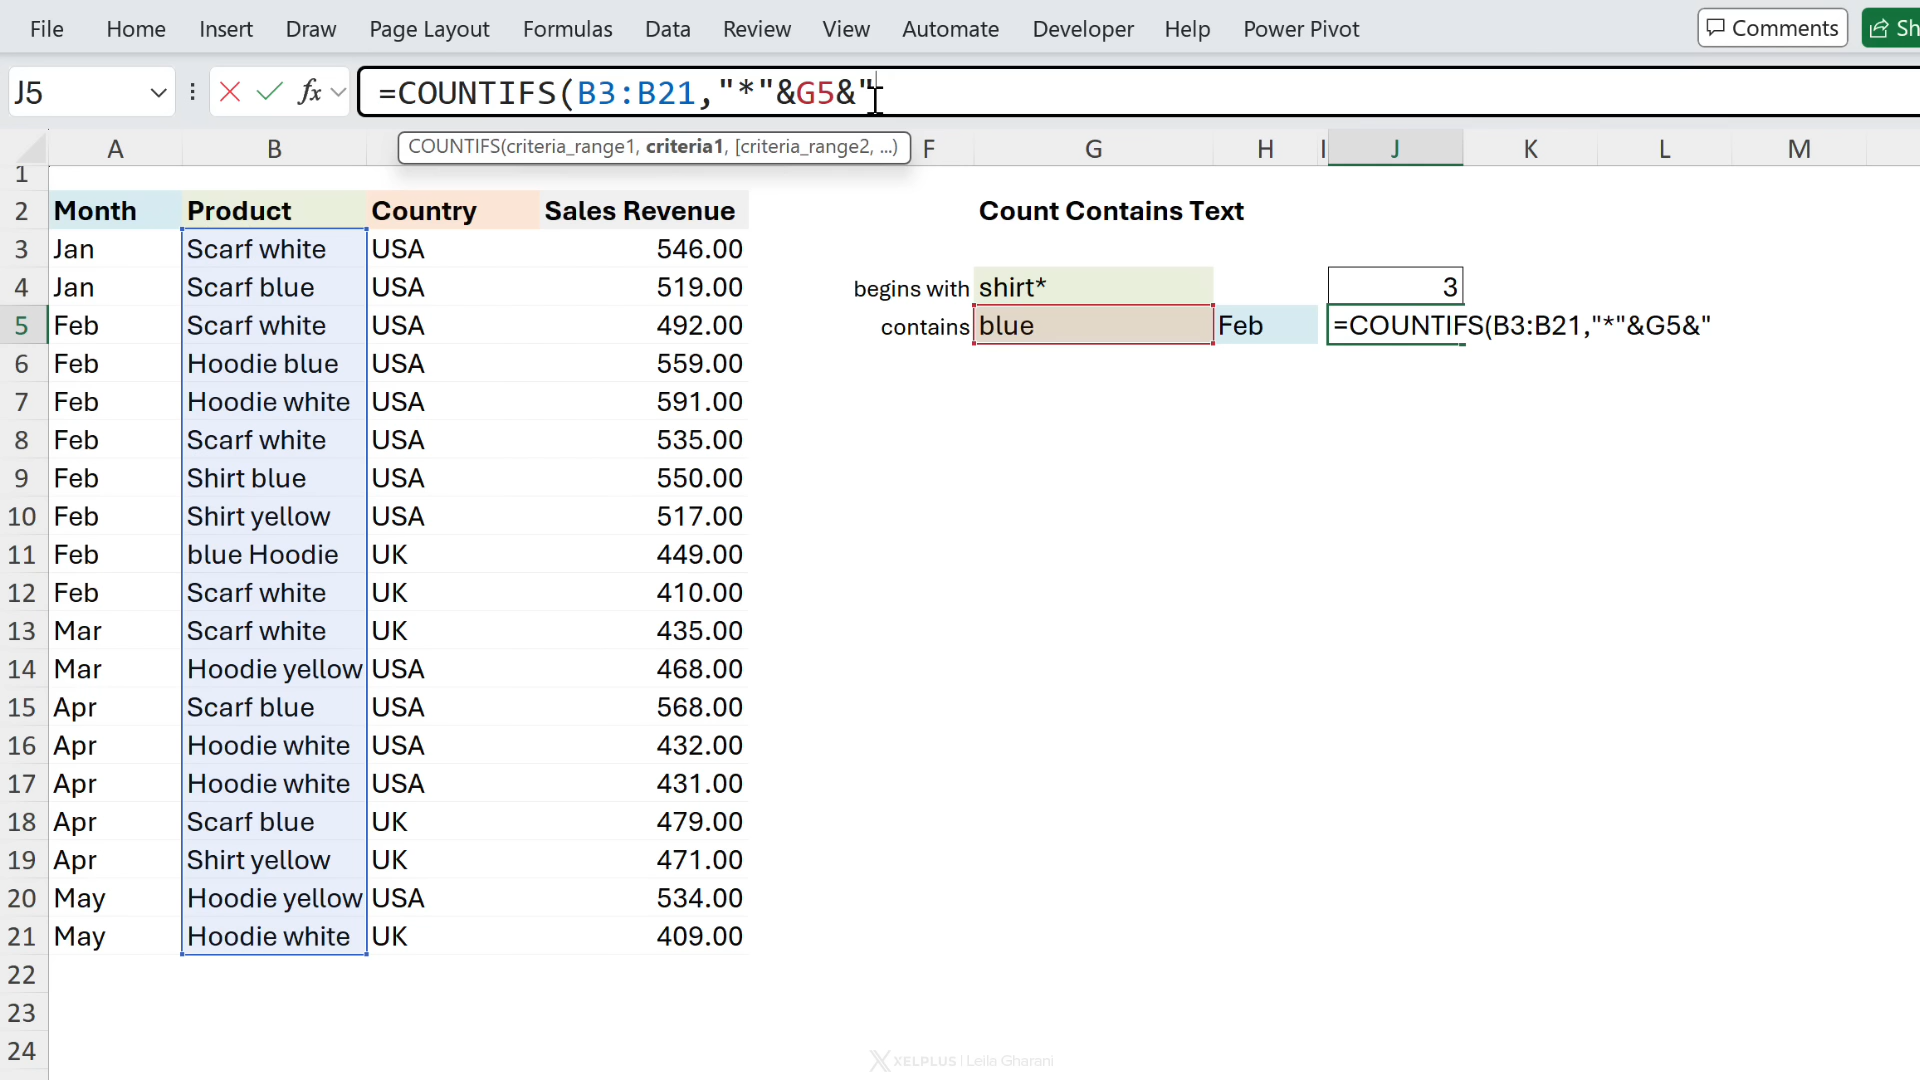 File Home Insert Draw Page Layout Formulas Data Review View Automate Developer Help Power Pivot Comments Sh
J5 fx =COUNTIFS(B3:B21,"*"&G5&"
COUNTIFS(criteria_range1, criteria1, [criteria_range2, ...)
A B F G H I J K L M
1
2 Month Product Country Sales Revenue Count Contains Text
3 Jan Scarf white USA 546.00
4 Jan Scarf blue USA 519.00 begins with shirt* 3
5 Feb Scarf white USA 492.00 contains blue Feb =COUNTIFS(B3:B21,"*"&G5&"
6 Feb Hoodie blue USA 559.00
7 Feb Hoodie white USA 591.00
8 Feb Scarf white USA 535.00
9 Feb Shirt blue USA 550.00
10 Feb Shirt yellow USA 517.00
11 Feb blue Hoodie UK 449.00
12 Feb Scarf white UK 410.00
13 Mar Scarf white UK 435.00
14 Mar Hoodie yellow USA 468.00
15 Apr Scarf blue USA 568.00
16 Apr Hoodie white USA 432.00
17 Apr Hoodie white USA 431.00
18 Apr Scarf blue UK 479.00
19 Apr Shirt yellow UK 471.00
20 May Hoodie yellow USA 534.00
21 May Hoodie white UK 409.00
22
23
24
XELPLUS | Leila Gharani